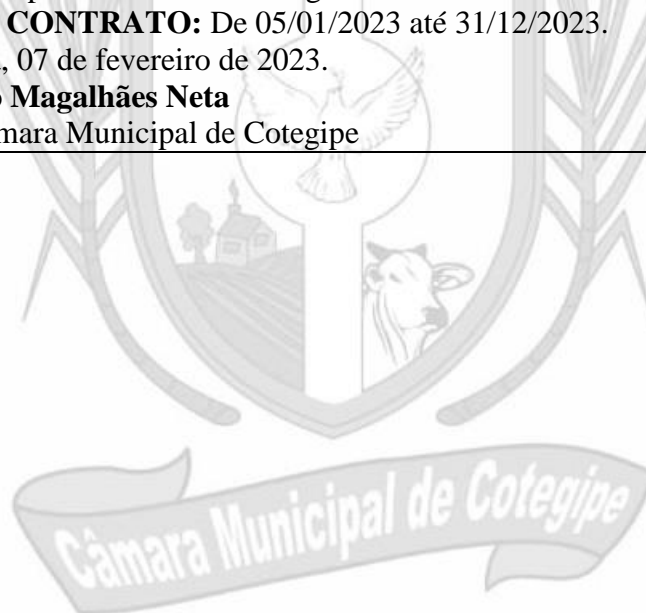 CONTRATO: De 05/01/2023 até 31/12/2023.
, 07 de fevereiro de 2023.
Magalhães Neta
mara Municipal de Cotegipe
Câmara Municipal de Cotegipe